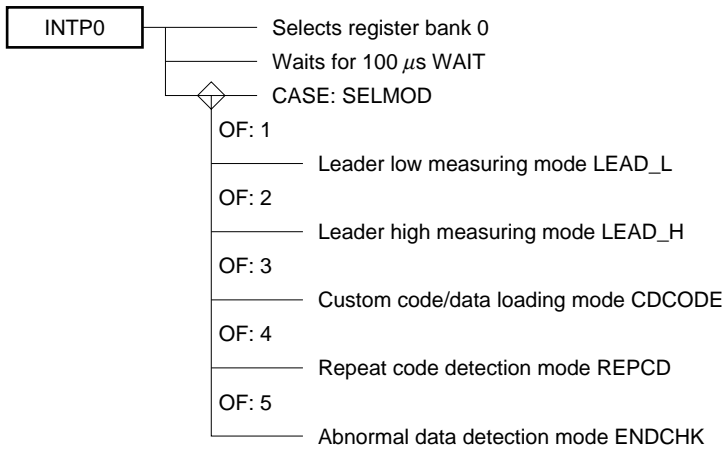 INTP0
Selects register bank 0
Waits for 100 μs WAIT
CASE: SELMOD
OF: 1
Leader low measuring mode LEAD_L
OF: 2
Leader high measuring mode LEAD_H
OF: 3
Custom code/data loading mode CDCODE
OF: 4
Repeat code detection mode REPCD
OF: 5
Abnormal data detection mode ENDCHK